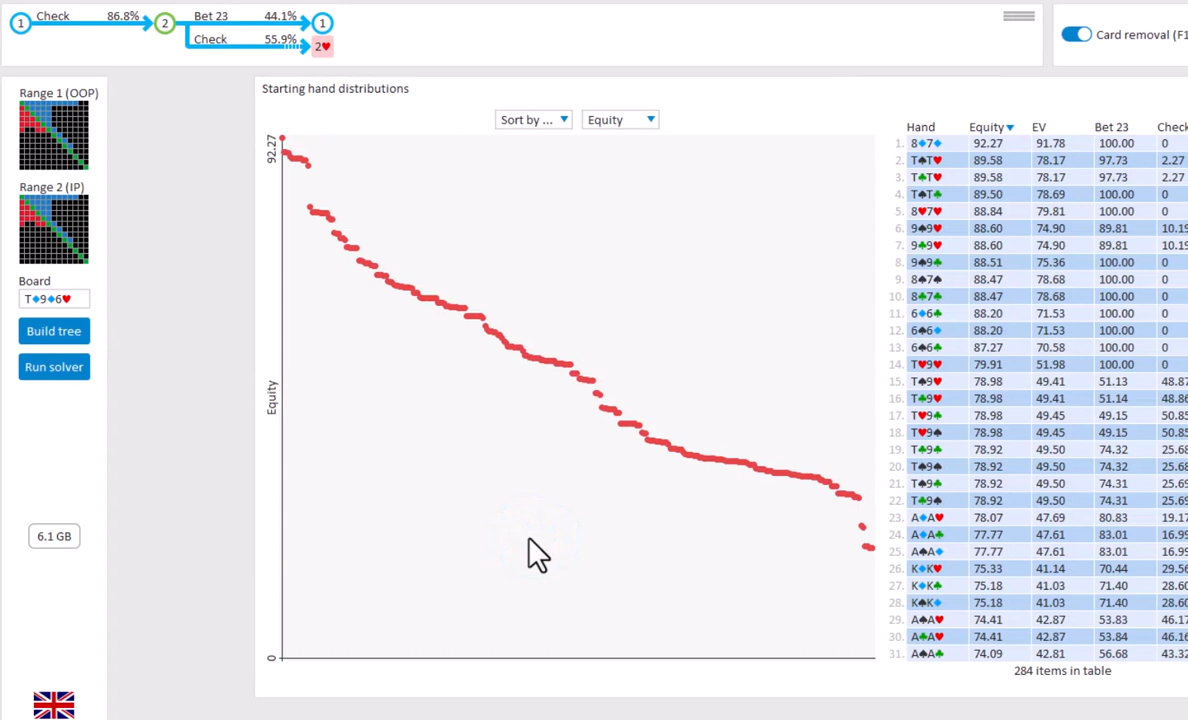 1 Check 86.8% 2 Bet 23 44.1% 1
Check 55.9% 2♥
Card removal (F1
Range 1 (OOP)
Range 2 (IP)
Board
T♦9♦6♥
Build tree
Run solver
6.1 GB
Starting hand distributions
Sort by ... Equity
92.27
Equity
0
Hand Equity EV Bet 23 Check
1. 8♦7♦ 92.27 91.78 100.00 0
2. T♠T♥ 89.58 78.17 97.73 2.27
3. T♣T♥ 89.58 78.17 97.73 2.27
4. T♠T♣ 89.50 78.69 100.00 0
5. 8♥7♥ 88.84 79.81 100.00 0
6. 9♠9♥ 88.60 74.90 89.81 10.19
7. 9♣9♥ 88.60 74.90 89.81 10.19
8. 9♠9♣ 88.51 75.36 100.00 0
9. 8♠7♠ 88.47 78.68 100.00 0
10. 8♣7♣ 88.47 78.68 100.00 0
11. 6♦6♣ 88.20 71.53 100.00 0
12. 6♠6♦ 88.20 71.53 100.00 0
13. 6♠6♣ 87.27 70.58 100.00 0
14. T♥9♥ 79.91 51.98 100.00 0
15. T♠9♥ 78.98 49.41 51.13 48.87
16. T♣9♥ 78.98 49.41 51.14 48.86
17. T♥9♣ 78.98 49.45 49.15 50.85
18. T♥9♠ 78.98 49.45 49.15 50.85
19. T♣9♣ 78.92 49.50 74.32 25.68
20. T♠9♠ 78.92 49.50 74.32 25.68
21. T♠9♣ 78.92 49.50 74.31 25.69
22. T♣9♠ 78.92 49.50 74.31 25.69
23. A♦A♥ 78.07 47.69 80.83 19.17
24. A♦A♣ 77.77 47.61 83.01 16.99
25. A♠A♦ 77.77 47.61 83.01 16.99
26. K♦K♥ 75.33 41.14 70.44 29.56
27. K♦K♣ 75.18 41.03 71.40 28.60
28. K♠K♦ 75.18 41.03 71.40 28.60
29. A♠A♥ 74.41 42.87 53.83 46.17
30. A♣A♥ 74.41 42.87 53.84 46.16
31. A♠A♣ 74.09 42.81 56.68 43.32
284 items in table